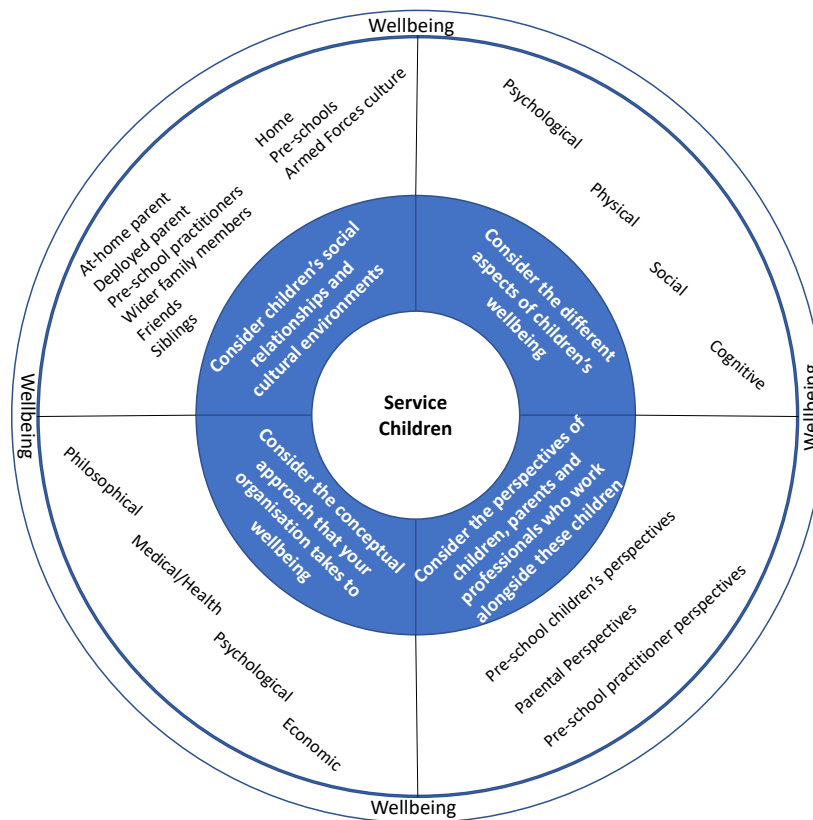 Wellbeing
Home
Pre-schools
Armed Forces culture
At-home parent
Deployed parent
Pre-school practitioners
Wider family members
Friends
Siblings
Consider children's social
relationships and
cultural environments
Psychological
Physical
Social
Cognitive
Consider the different
aspects of children's
wellbeing
Wellbeing
Service
Children
Wellbeing
Consider the conceptual
approach that your
organisation takes to
wellbeing
Philosophical
Medical/Health
Psychological
Economic
Consider the perspectives of
children, parents and
professionals who work
alongside these children
Pre-school children's perspectives
Parental Perspectives
Pre-school practitioner perspectives
Wellbeing